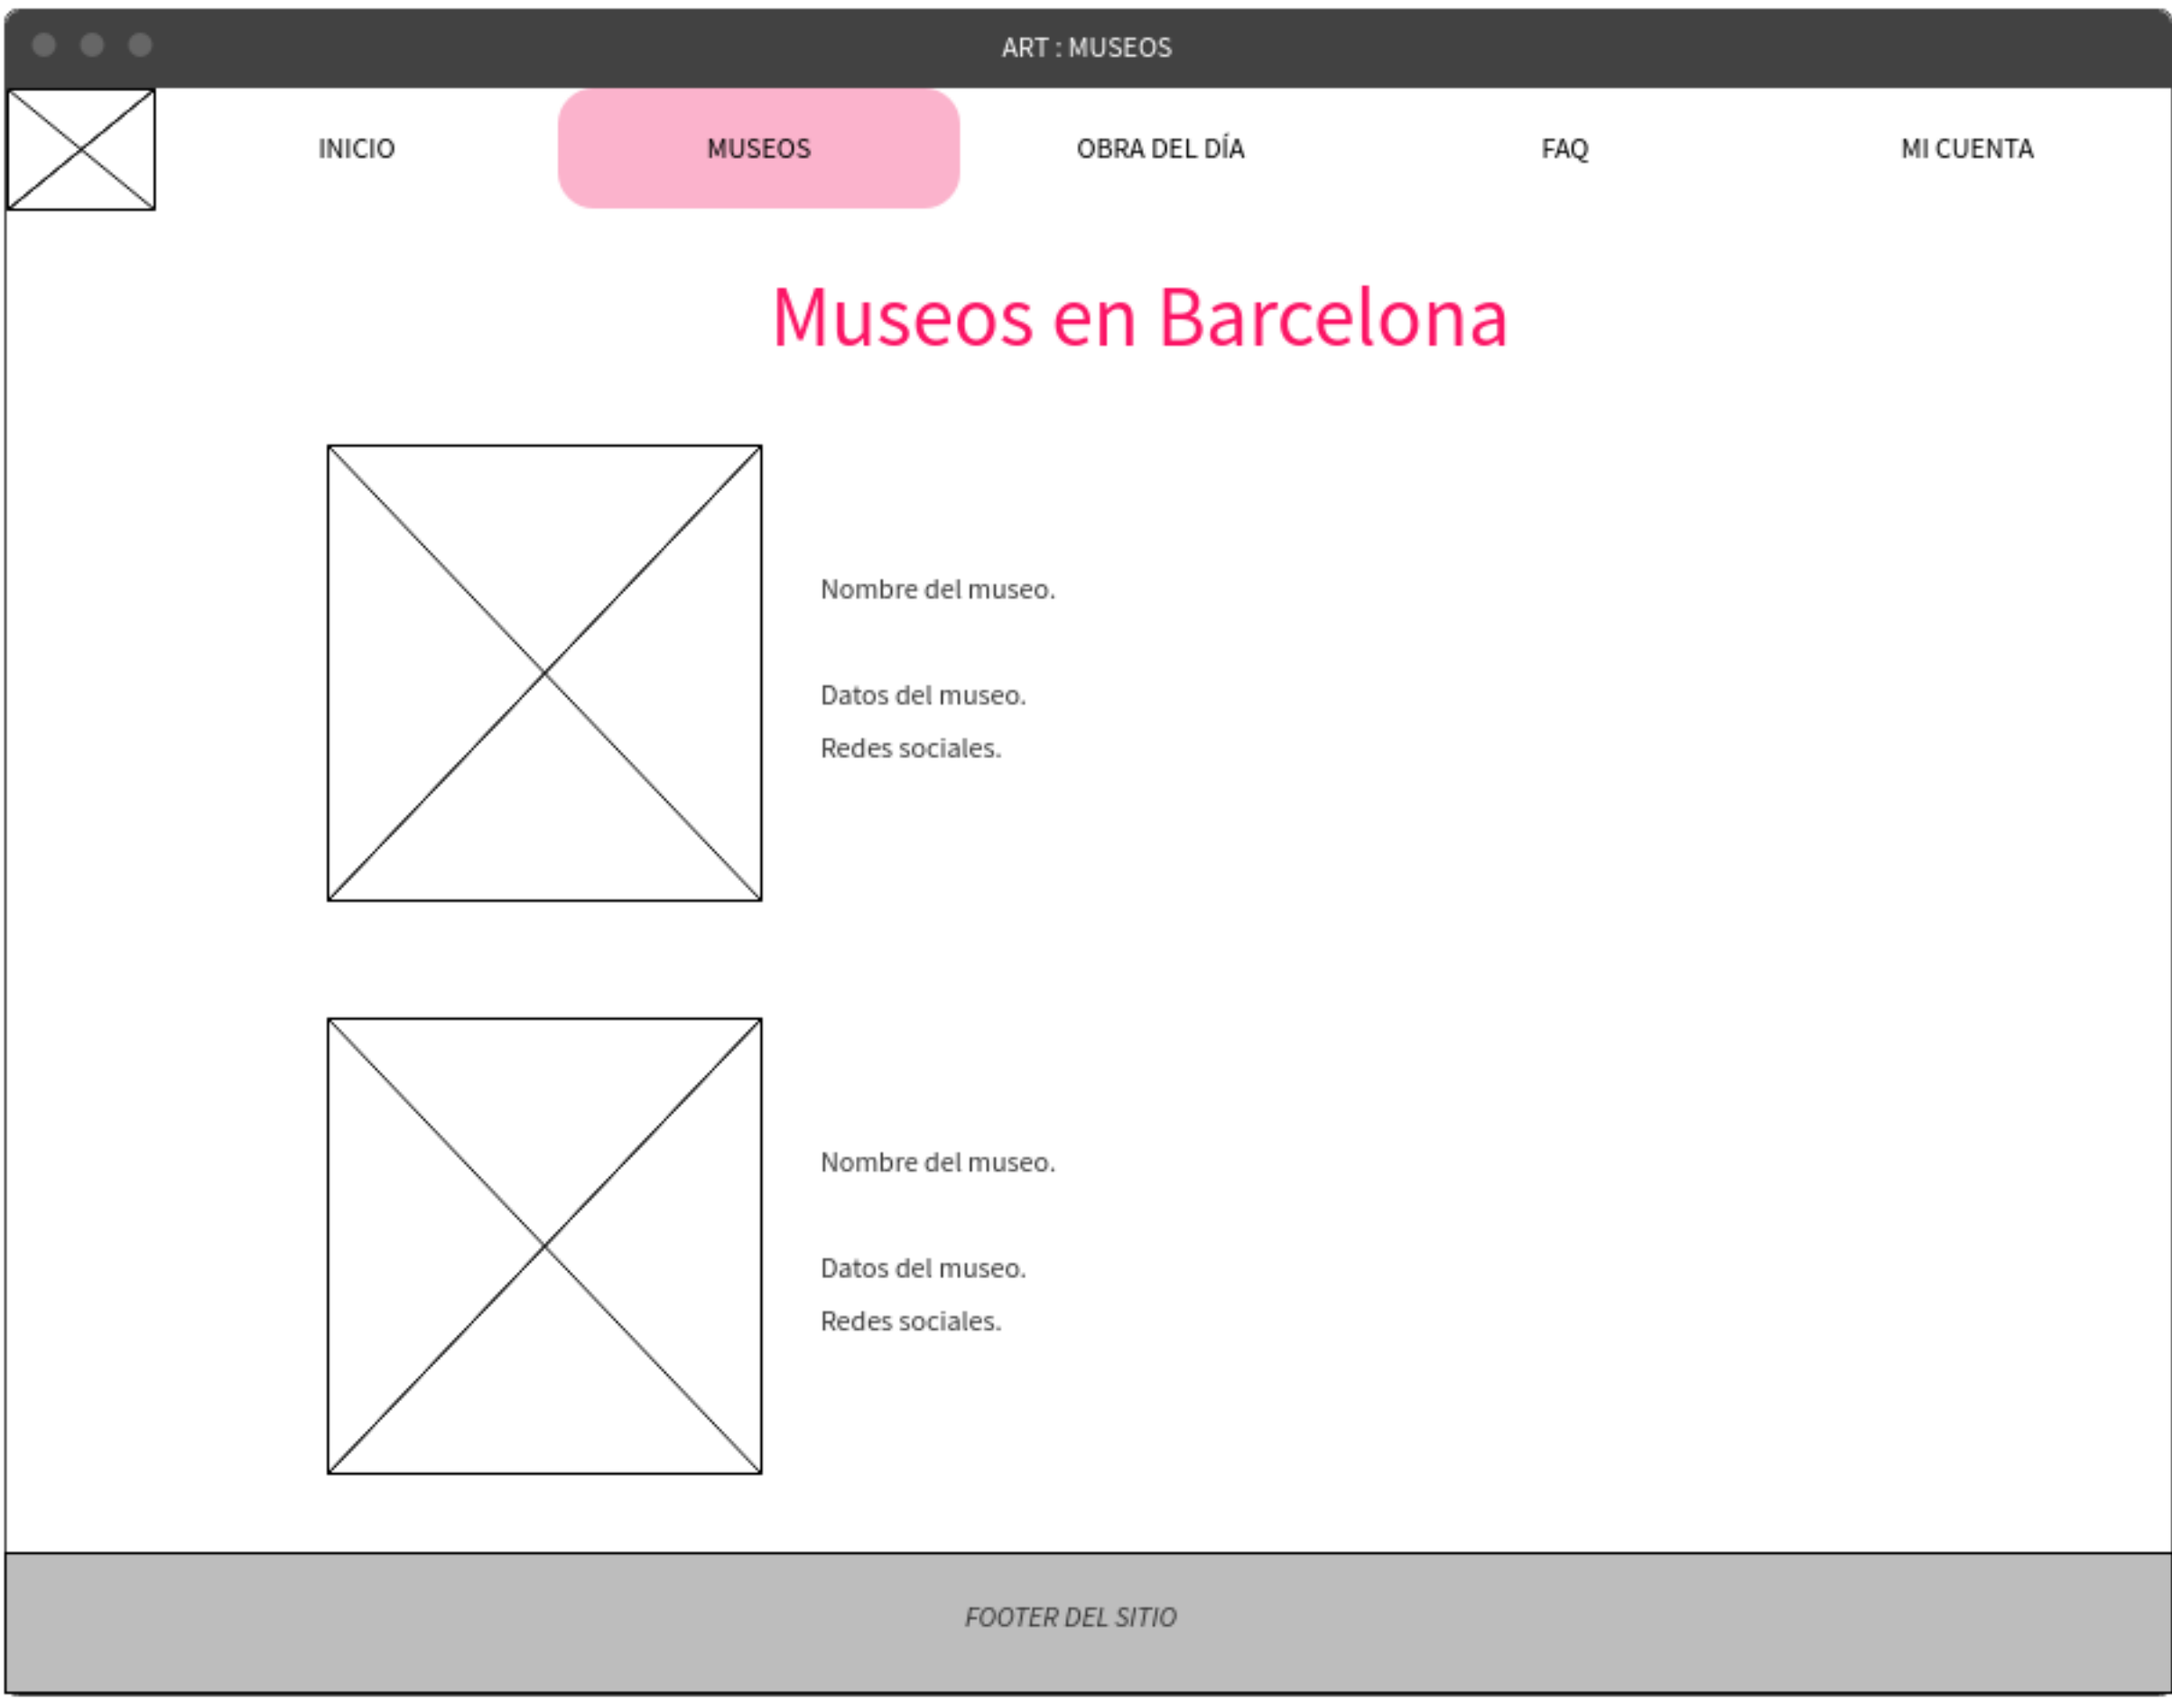 ART : MUSEOS
INICIO MUSEOS OBRA DEL DÍA FAQ MI CUENTA
Museos en Barcelona
Nombre del museo.
Datos del museo.
Redes sociales.
Nombre del museo.
Datos del museo.
Redes sociales.
FOOTER DEL SITIO